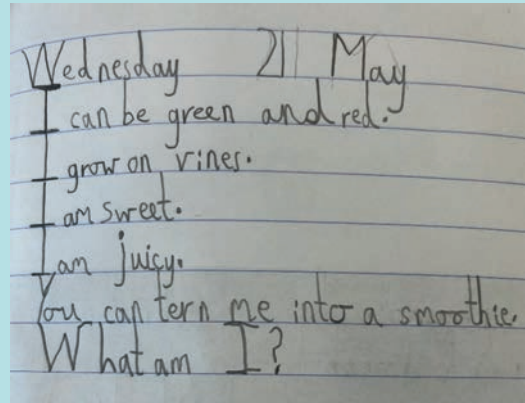 Wednesday 21 May
I can be green and red.
I grow on vines.
I am sweet.
I am juicy.
You can tern me into a smoothie.
What am I?